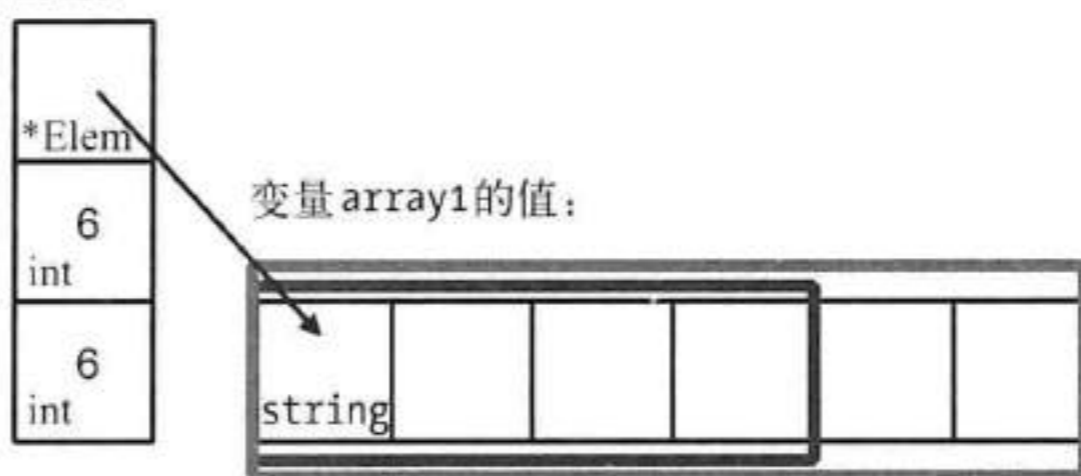 *Elem
6
int
6
int
变量array1的值：
string